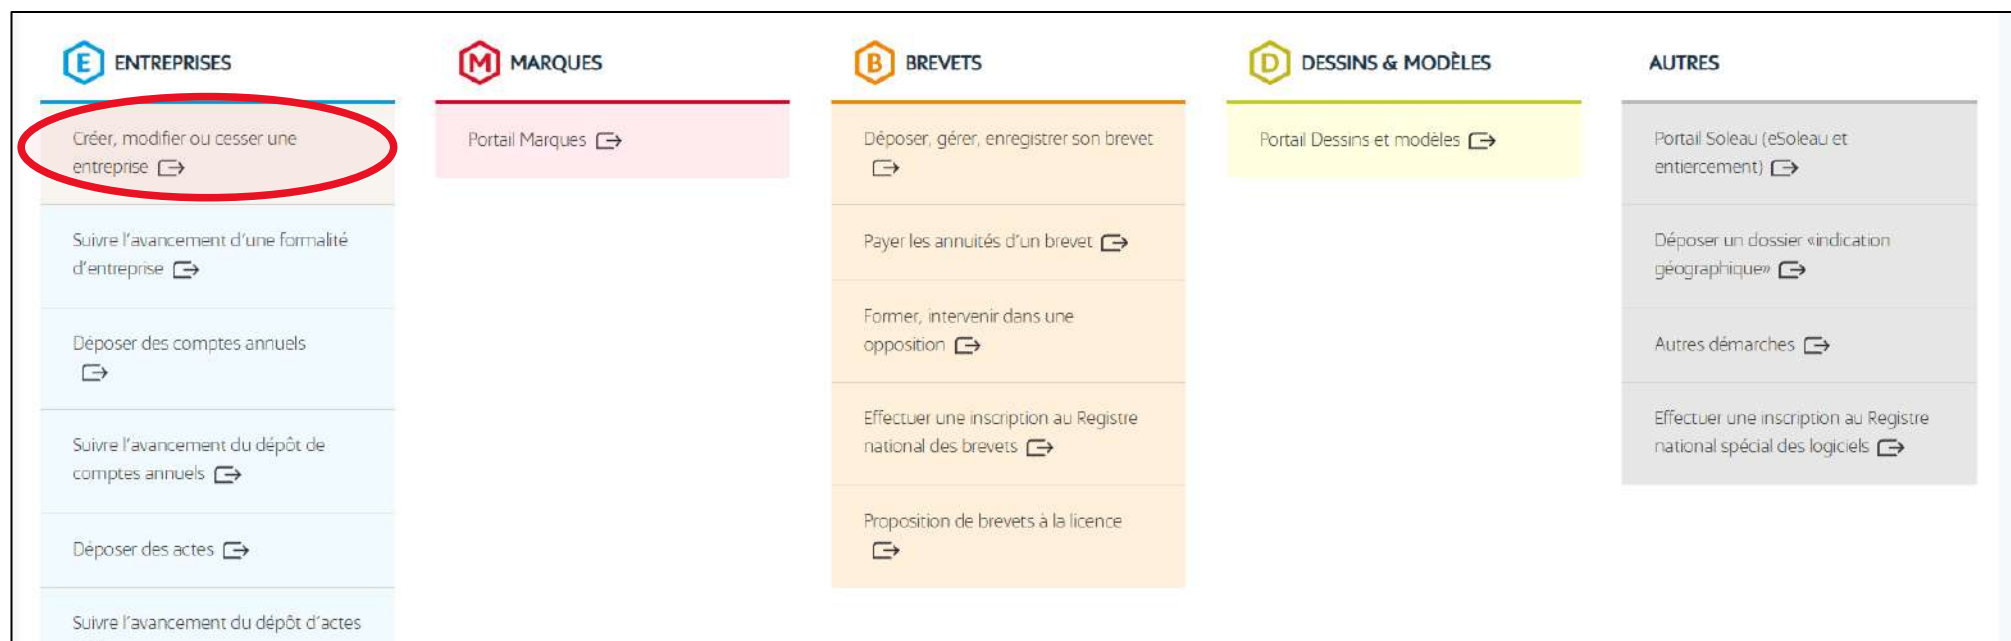 E ENTREPRISES
Créer, modifier ou cesser une
entreprise
Suivre l'avancement d'une formalité
d'entreprise
Déposer des comptes annuels
Suivre l'avancement du dépôt de
comptes annuels
Déposer des actes
Suivre l'avancement du dépôt d'actes
M MARQUES
Portail Marques
B BREVETS
Déposer, gérer, enregistrer son brevet
Payer les annuités d'un brevet
Former, intervenir dans une
opposition
Effectuer une inscription au Registre
national des brevets
Proposition de brevets à la licence
D DESSINS & MODÈLES
Portail Dessins et modèles
AUTRES
Portail Soleau (eSoleau et
entiercement)
Déposer un dossier «indication
géographique»
Autres démarches
Effectuer une inscription au Registre
national spécial des logiciels